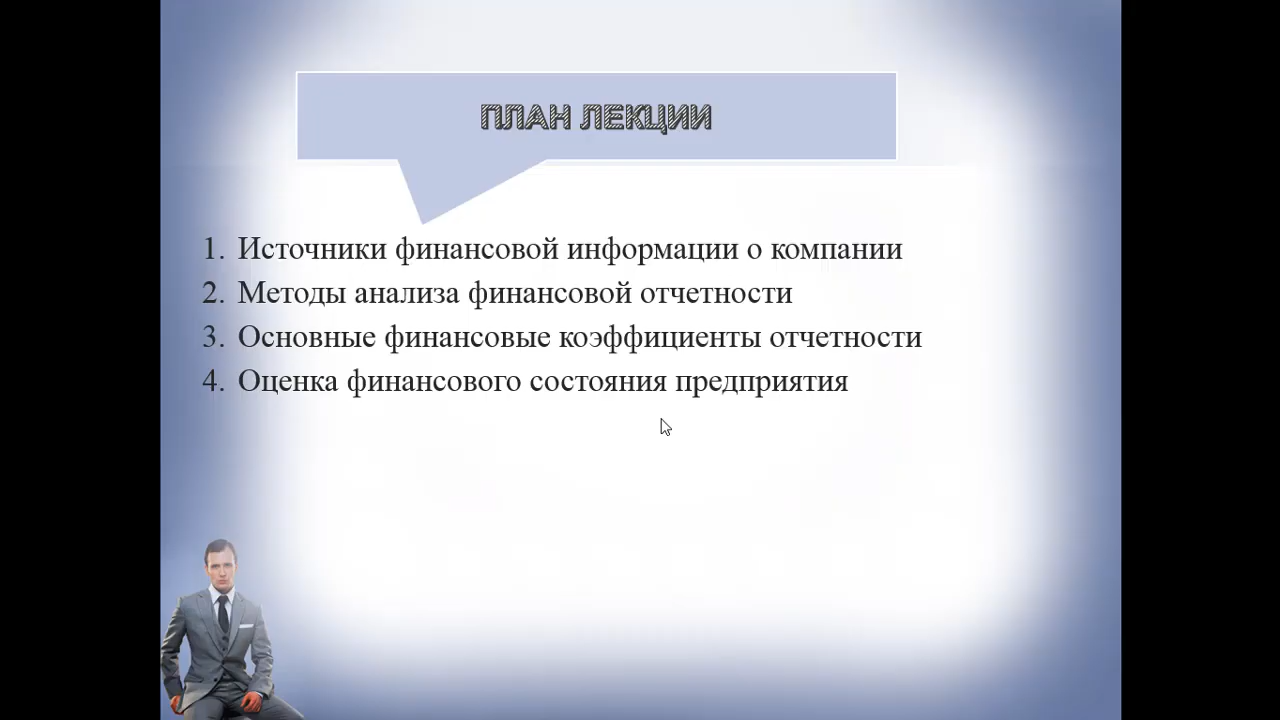 ПЛАН ЛЕКЦИИ
1. Источники финансовой информации о компании
2. Методы анализа финансовой отчетности
3. Основные финансовые коэффициенты отчетности
4. Оценка финансового состояния предприятия